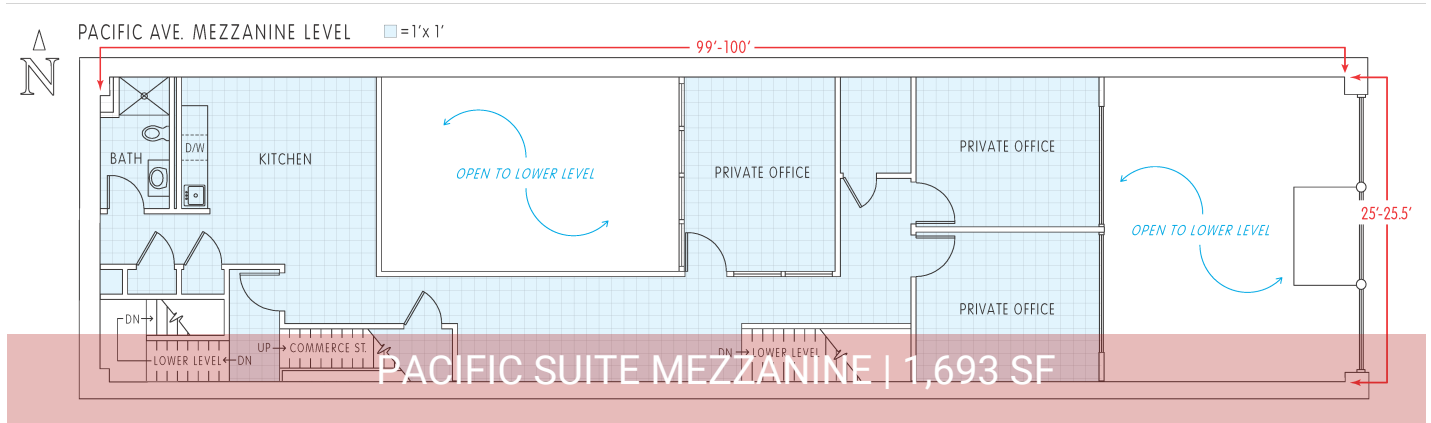 PACIFIC AVE. MEZZANINE LEVEL
=1'x 1'
99'-100'
N
BATH
D/W
KITCHEN
OPEN TO LOWER LEVEL
PRIVATE OFFICE
PRIVATE OFFICE
25'-25.5'
OPEN TO LOWER LEVEL
PRIVATE OFFICE
DN
LOWER LEVEL
DN
UP
COMMERCE ST.
DN
LOWER LEVEL
PACIFIC SUITE MEZZANINE | 1,693 SF